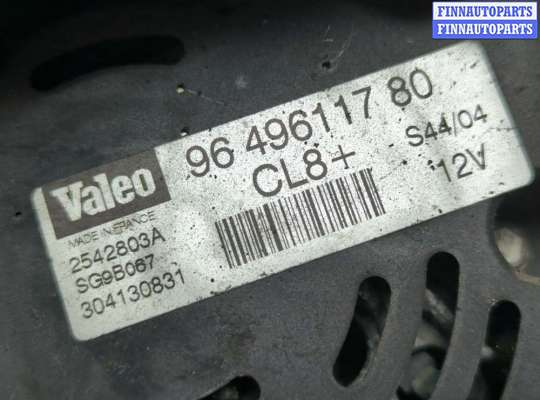 FINNAUTOPARTS
FINNAUTOPARTS
Valeo
MADE IN FRANCE
2542803A
SG9B067
304130831
96 496117 80
CL8+
S44/04
12V